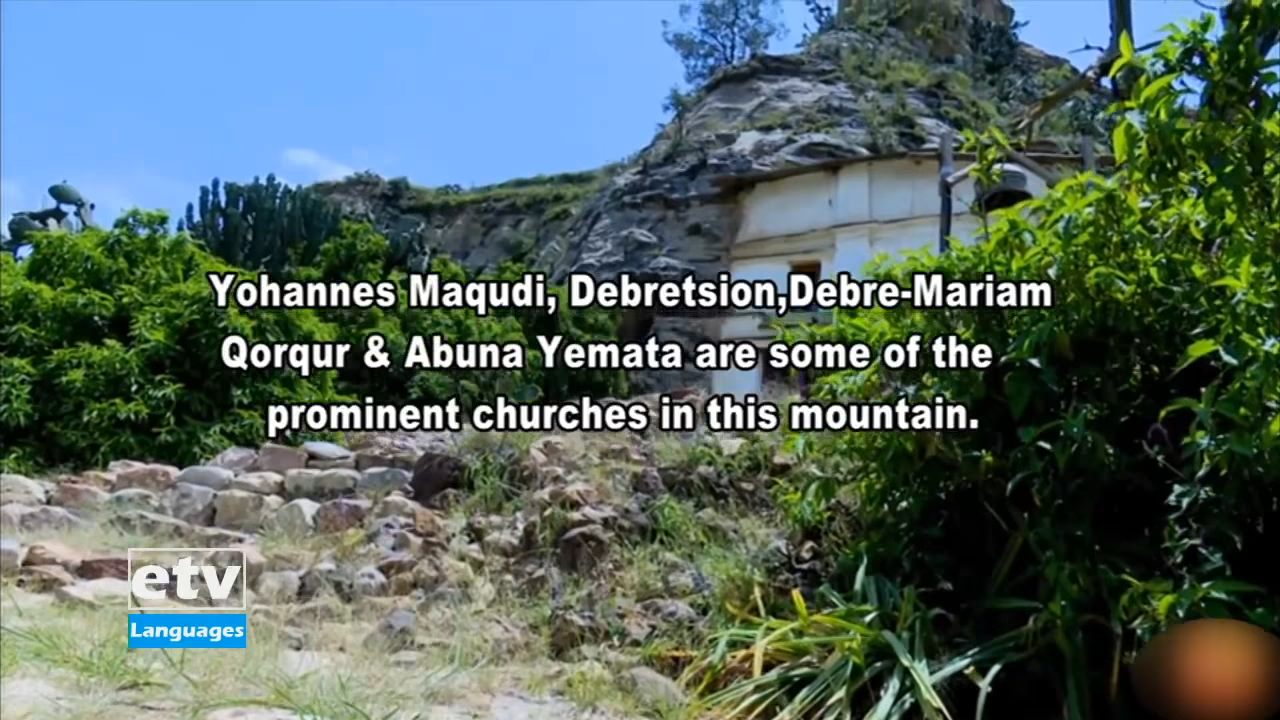 Yohannes Maqudi, Debretsion,Debre-Mariam
Qorqur & Abuna Yemata are some of the
prominent churches in this mountain.
etv
Languages